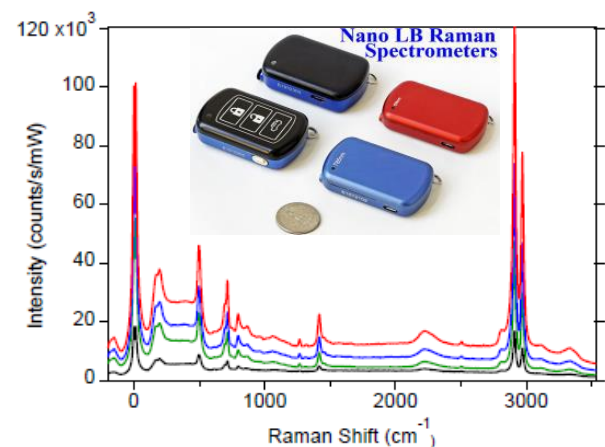 120 x10³
Nano LB Raman
Spectrometers
100
80
60
40
20
0
Intensity (counts/s/mW)
0
1000
2000
3000
Raman Shift (cm⁻¹)